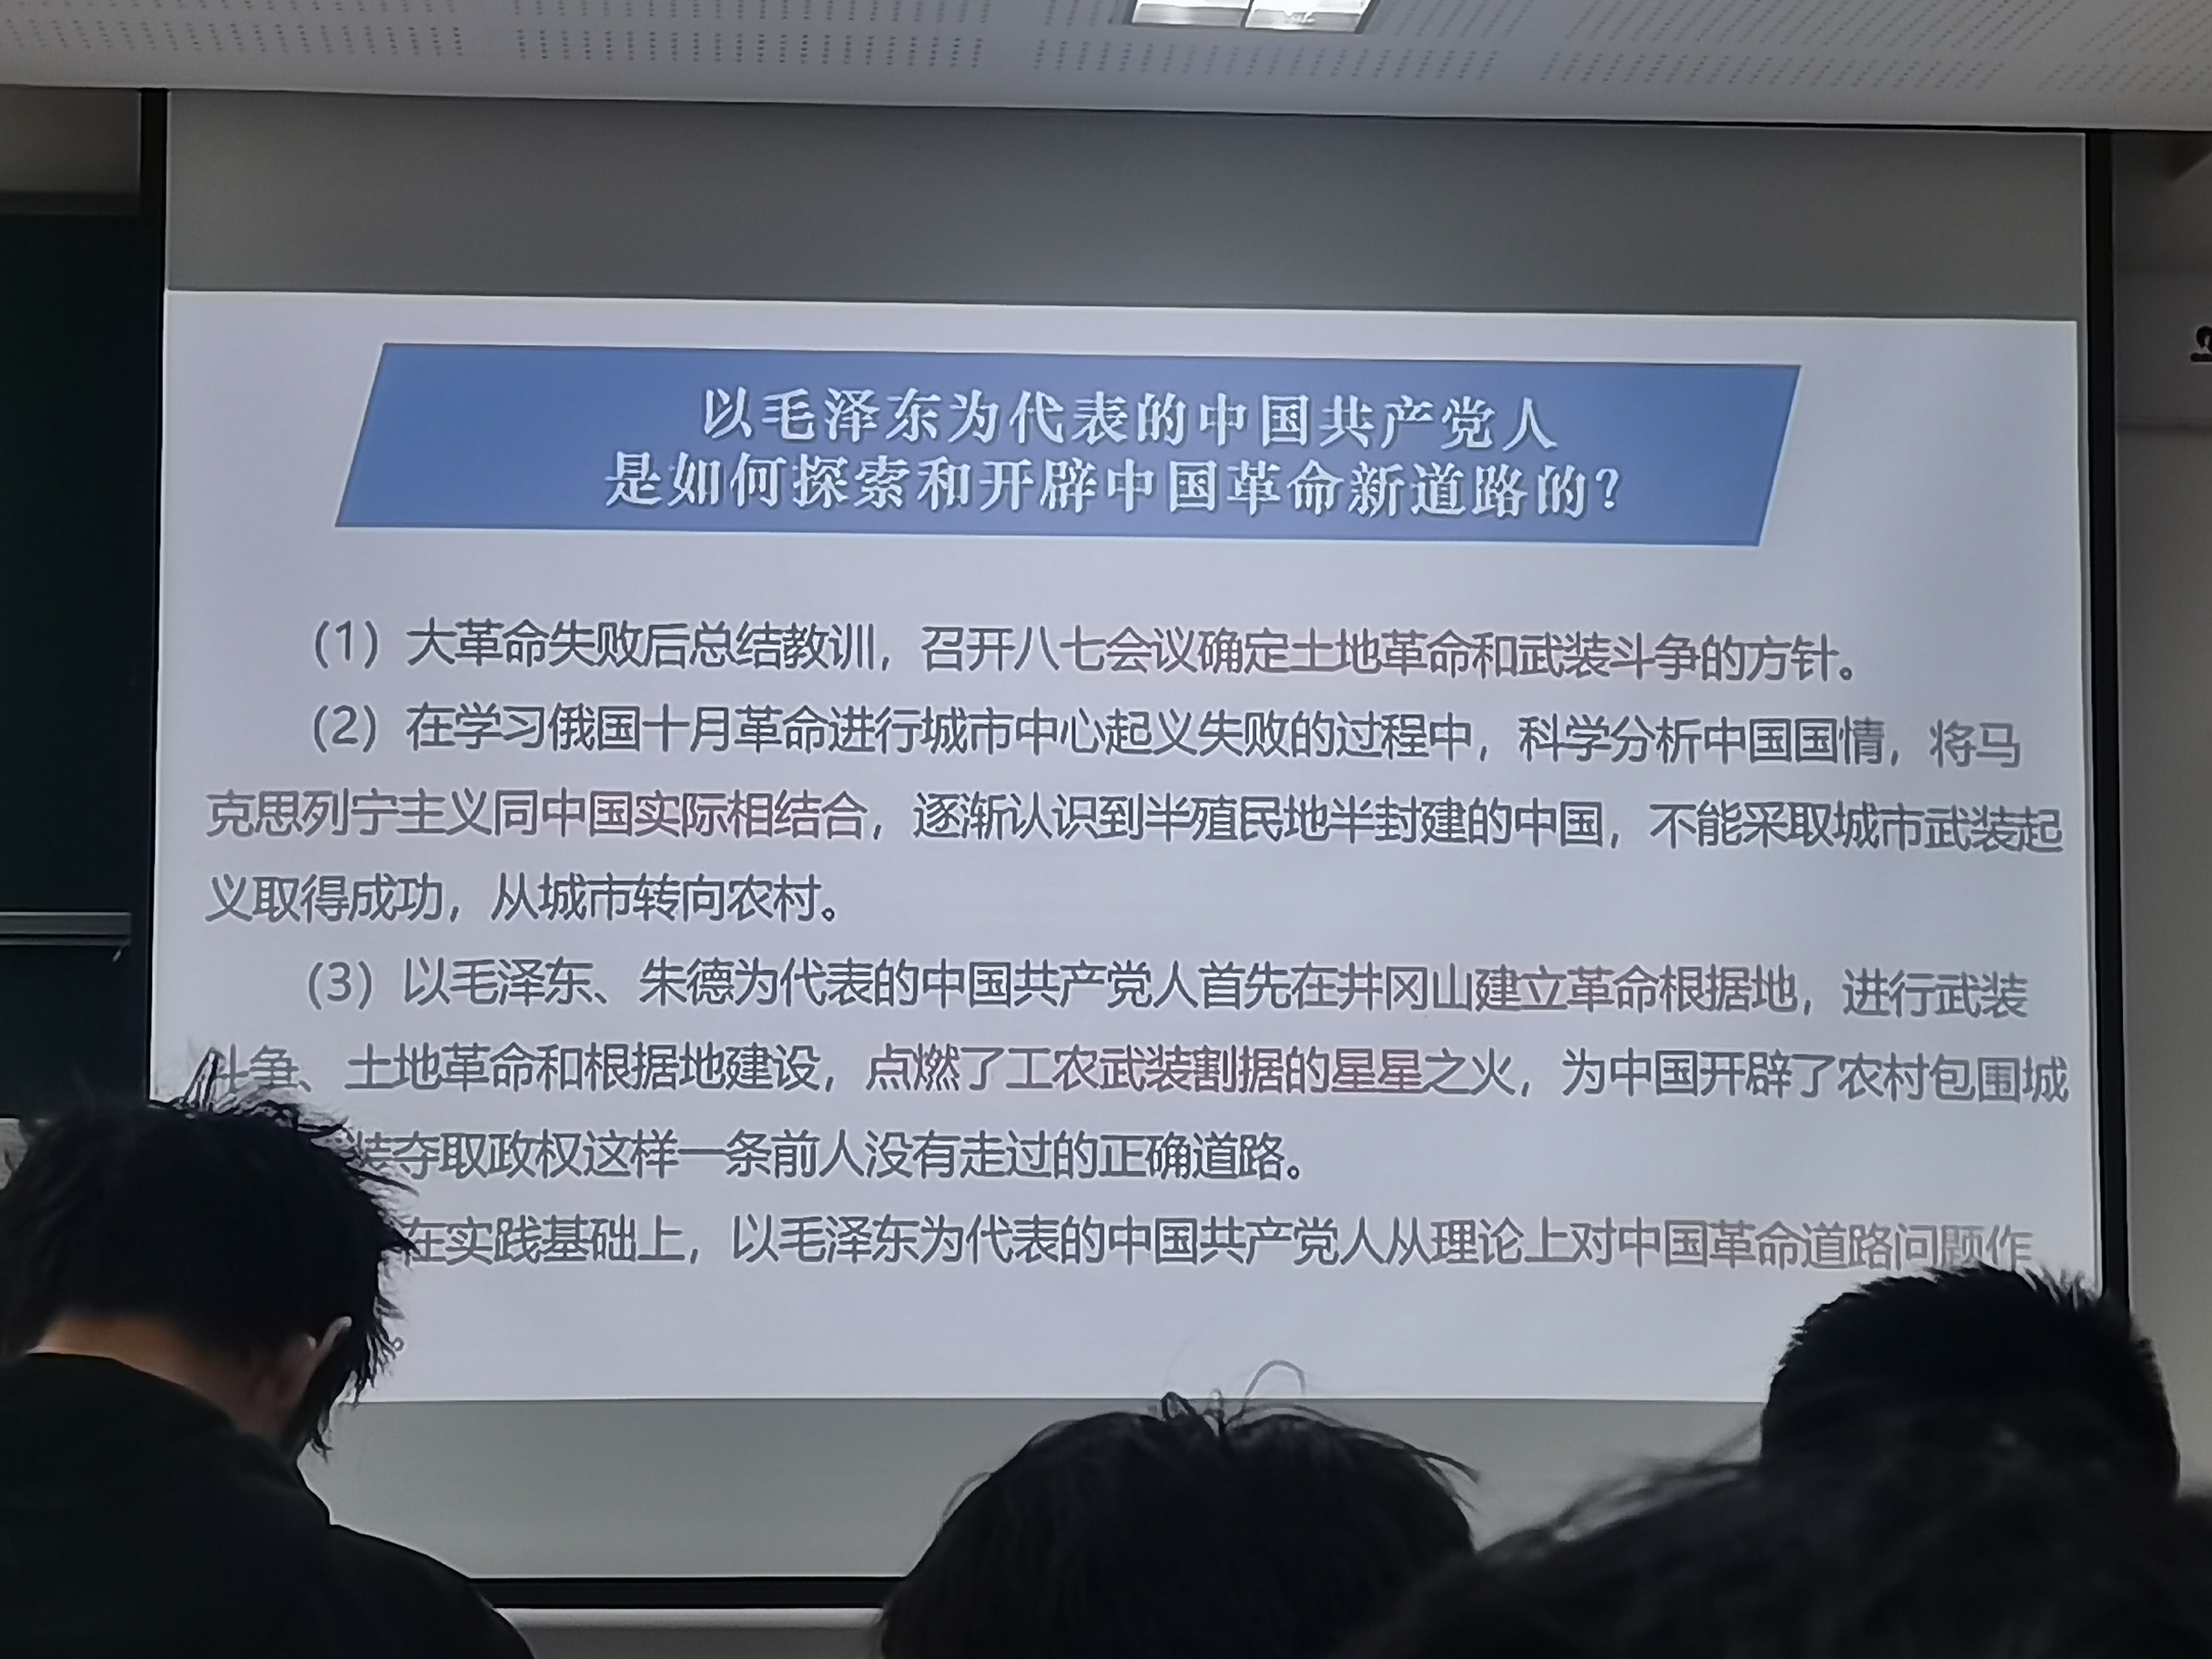 以毛泽东为代表的中国共产党人
是如何探索和开辟中国革命新道路的？
（1）大革命失败后总结教训，召开八七会议确定土地革命和武装斗争的方针。
（2）在学习俄国十月革命进行城市中心起义失败的过程中，科学分析中国国情，将马
克思列宁主义同中国实际相结合，逐渐认识到半殖民地半封建的中国，不能采取城市武装起
义取得成功，从城市转向农村。
（3）以毛泽东、朱德为代表的中国共产党人首先在井冈山建立革命根据地，进行武装
斗争、土地革命和根据地建设，点燃了工农武装割据的星星之火，为中国开辟了农村包围城
装夺取政权这样一条前人没有走过的正确道路。
在实践基础上，以毛泽东为代表的中国共产党人从理论上对中国革命道路问题作